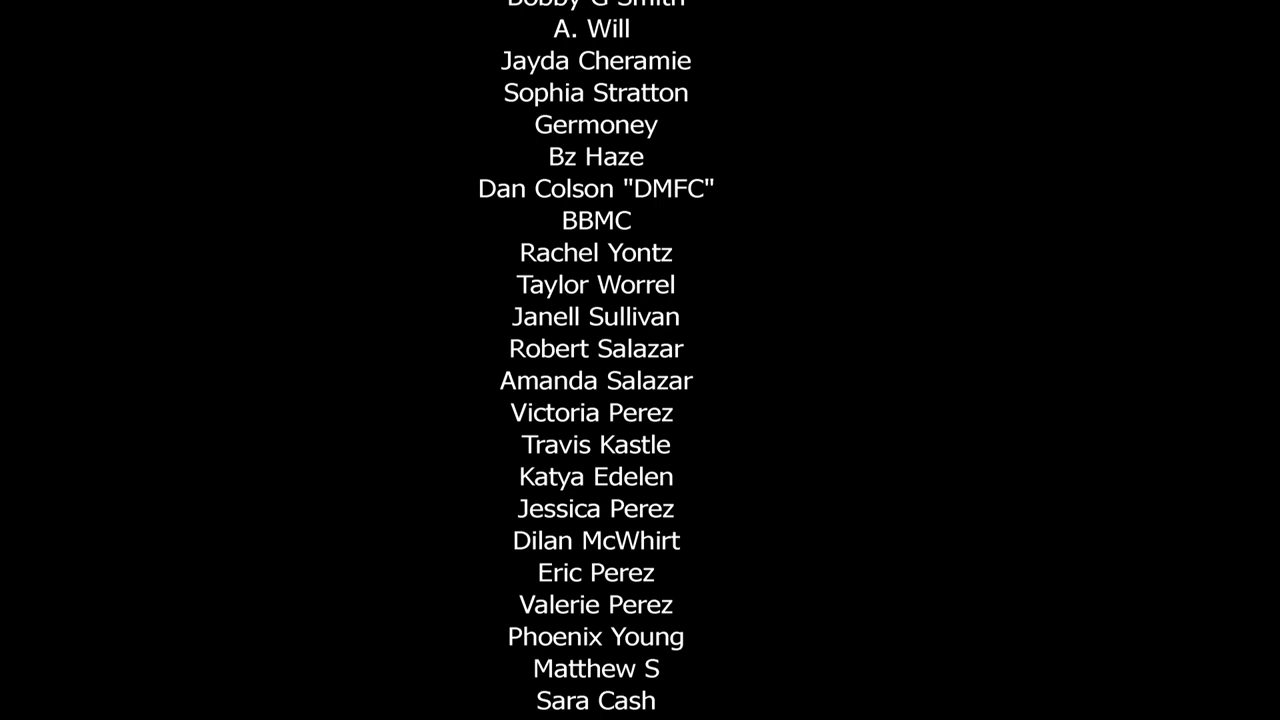 Bobby G Smith
A. Will
Jayda Cheramie
Sophia Stratton
Germoney
Bz Haze
Dan Colson "DMFC"
BBMC
Rachel Yontz
Taylor Worrel
Janell Sullivan
Robert Salazar
Amanda Salazar
Victoria Perez
Travis Kastle
Katya Edelen
Jessica Perez
Dilan McWhirt
Eric Perez
Valerie Perez
Phoenix Young
Matthew S
Sara Cash